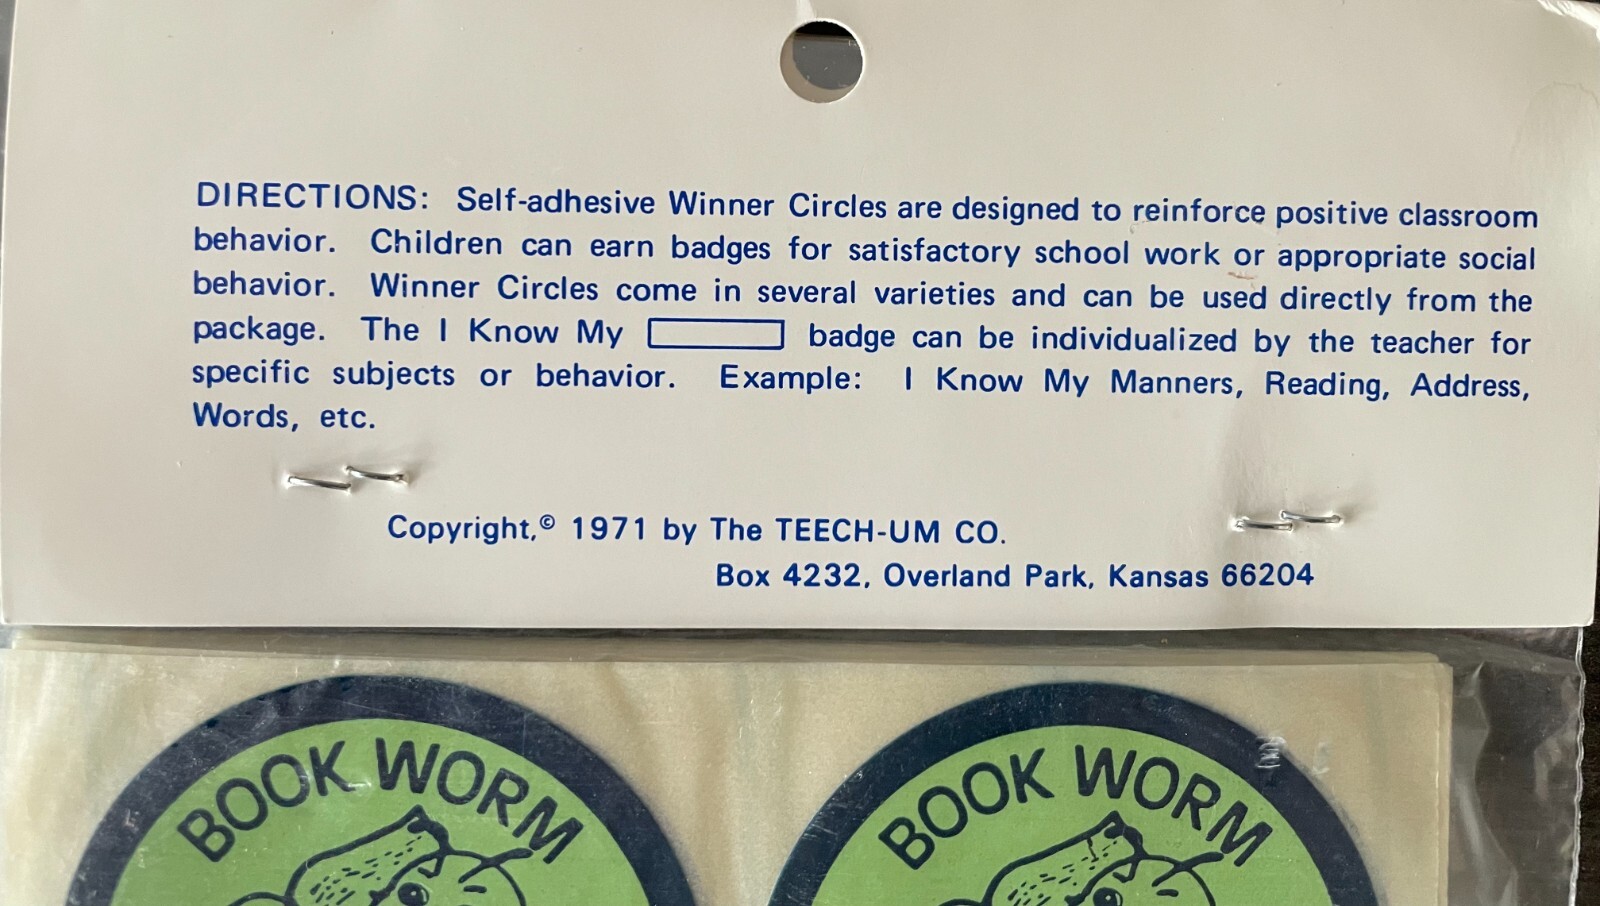 DIRECTIONS: Self-adhesive Winner Circles are designed to reinforce positive classroom
behavior. Children can earn badges for satisfactory school work or appropriate social
behavior. Winner Circles come in several varieties and can be used directly from the
package. The I Know My badge can be individualized by the teacher for
specific subjects or behavior. Example: I Know My Manners, Reading, Address,
Words, etc.
Copyright,© 1971 by The TEECH-UM CO.
Box 4232, Overland Park, Kansas 66204
BOOK WORM
BOOK WORM